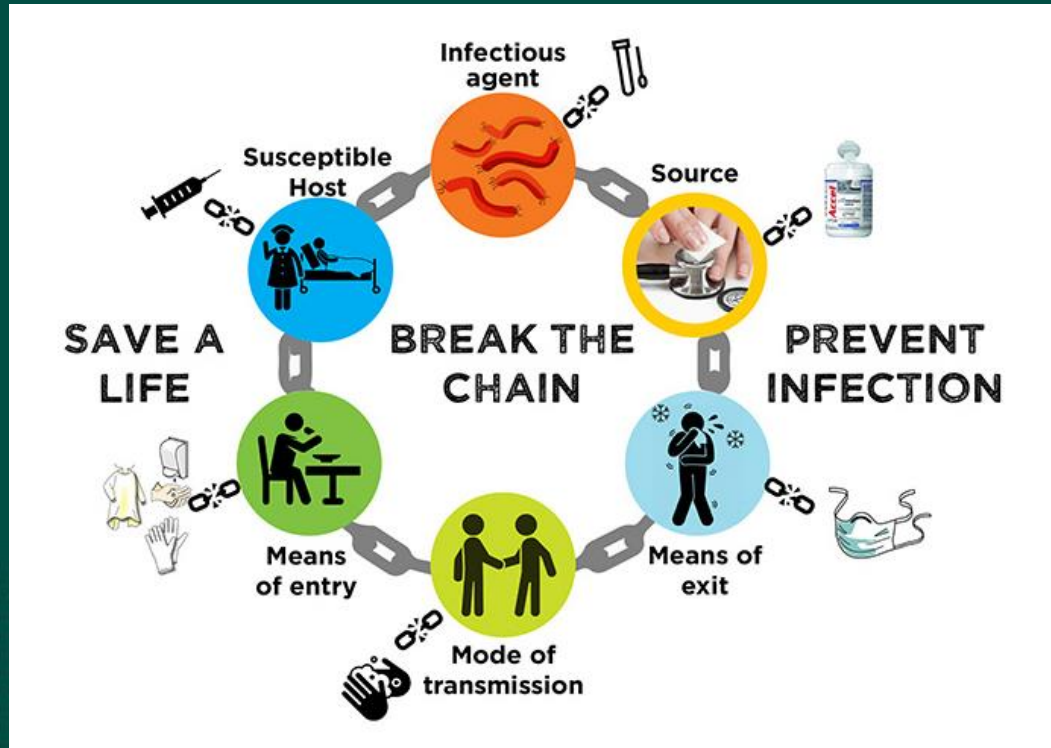 Infectious
agent
Susceptible
Host
Source
Accel
SAVE A
LIFE
BREAK THE
CHAIN
PREVENT
INFECTION
Means
of entry
Means of
exit
Mode of
transmission